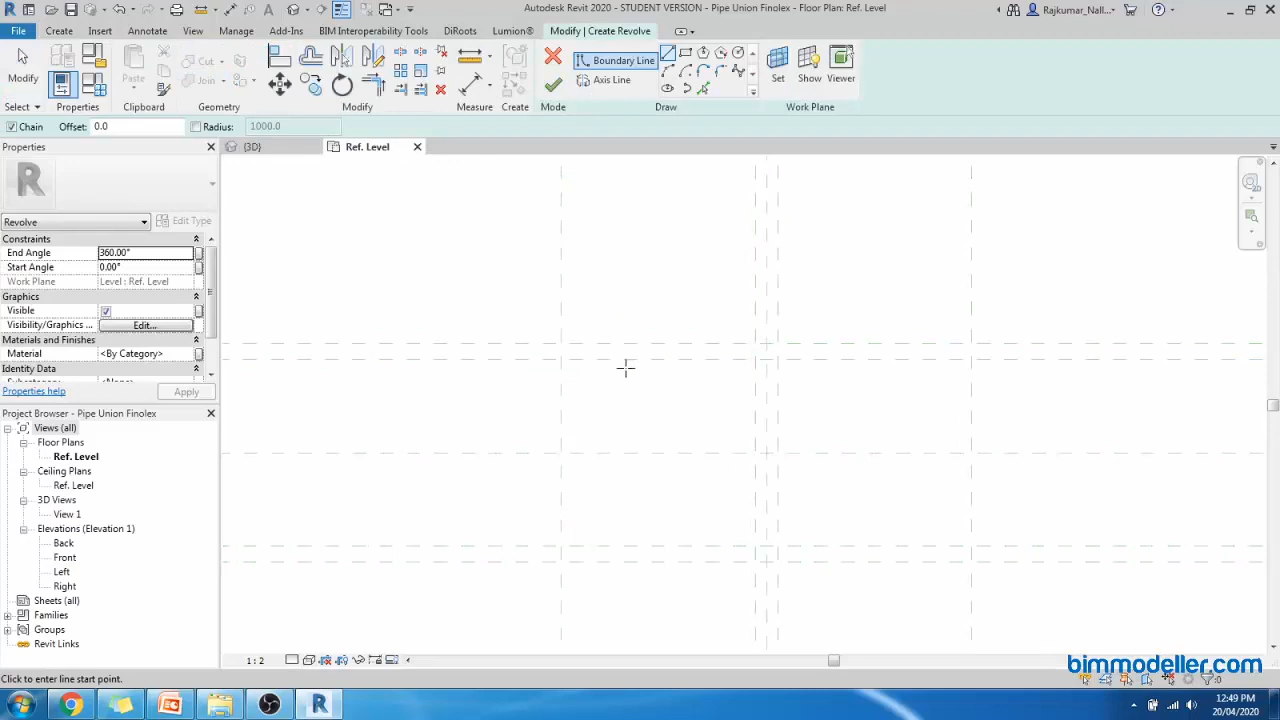 Autodesk Revit 2020 - STUDENT VERSION - Pipe Union Finolex - Floor Plan: Ref. Level
Rajkumar_Nall...
File Create Insert Annotate View Manage Add-Ins BIM Interoperability Tools DiRoots Lumion® Modify | Create Revolve
Modify
Paste
Cut
Join
Boundary Line
Axis Line
Set Show Viewer
Select Properties Clipboard Geometry Modify Measure Create Mode Draw Work Plane
Chain Offset: 0.0 Radius: 1000.0
Properties
{3D} Ref. Level
R
Revolve Edit Type
Constraints
End Angle 360.00°
Start Angle 0.00°
Work Plane Level : Ref. Level
Graphics
Visible
Visibility/Graphics ... Edit...
Materials and Finishes
Material <By Category>
Identity Data
Properties help Apply
Project Browser - Pipe Union Finolex
Views (all)
Floor Plans
Ref. Level
Ceiling Plans
Ref. Level
3D Views
View 1
Elevations (Elevation 1)
Back
Front
Left
Right
Sheets (all)
Families
Groups
Revit Links
1 : 2
bimmodeller.com
Click to enter line start point.
:0
12:49 PM
20/04/2020